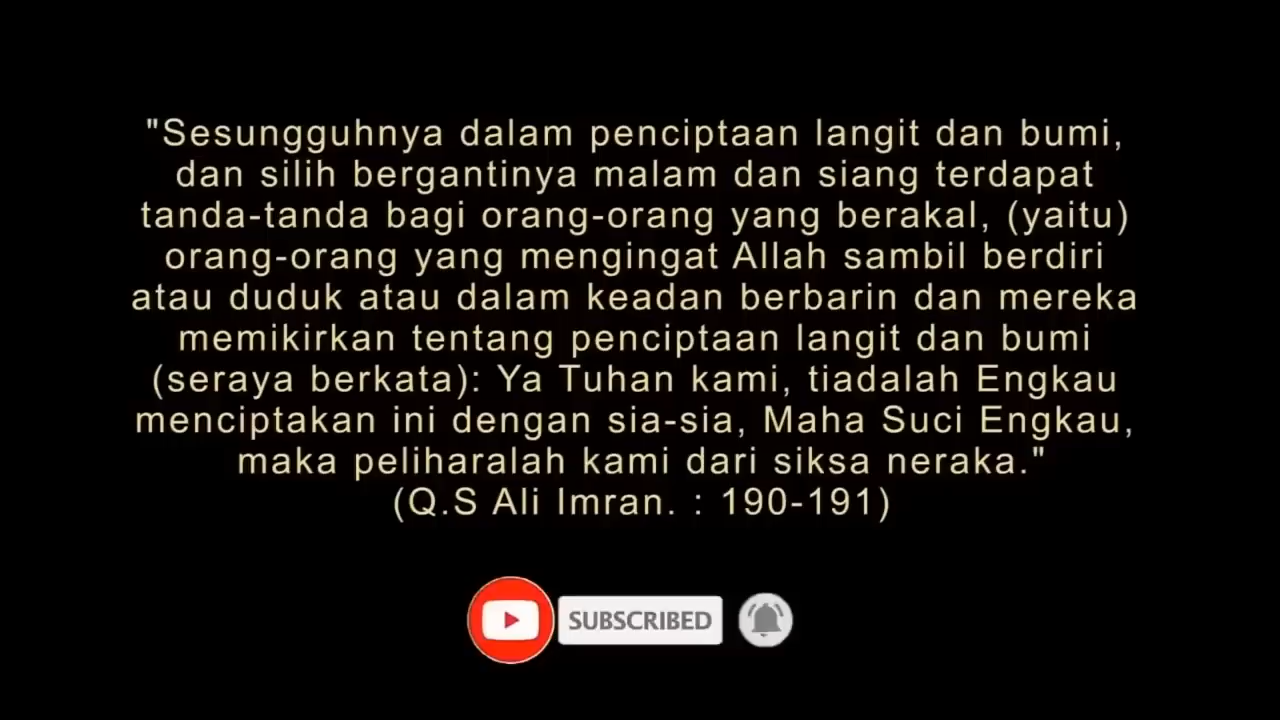 "Sesungguhnya dalam penciptaan langit dan bumi,
dan silih bergantinya malam dan siang terdapat
tanda-tanda bagi orang-orang yang berakal, (yaitu)
orang-orang yang mengingat Allah sambil berdiri
atau duduk atau dalam keadan berbarin dan mereka
memikirkan tentang penciptaan langit dan bumi
(seraya berkata): Ya Tuhan kami, tiadalah Engkau
menciptakan ini dengan sia-sia, Maha Suci Engkau,
maka peliharalah kami dari siksa neraka."
(Q.S Ali Imran. : 190-191)
SUBSCRIBED